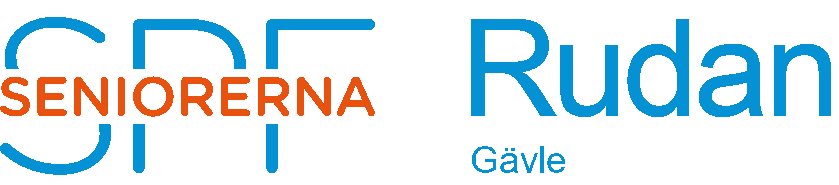 SPF
SENIORERNA
Rudan
Gävle